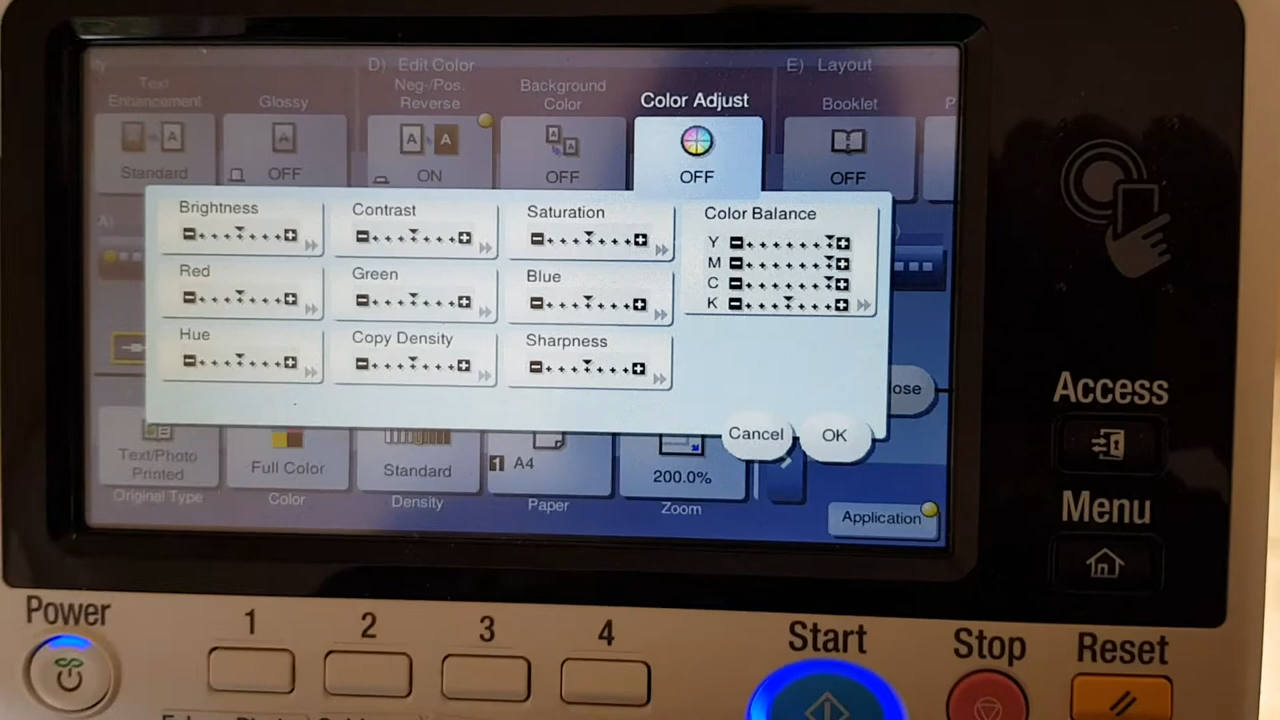 D) Edit Color
E) Layout
Text Enhancement
Glossy
Neg-/Pos. Reverse
Background Color
Color Adjust
Booklet
P
Standard
OFF
ON
OFF
OFF
OFF
Brightness
Contrast
Saturation
Color Balance
Y
M
C
K
Red
Green
Blue
Hue
Copy Density
Sharpness
A)
Cancel
OK
ose
Text/Photo Printed
Full Color
Standard
1 A4
200.0%
Original Type
Color
Density
Paper
Zoom
Application
Access
Menu
Power
1
2
3
4
Start
Stop
Reset